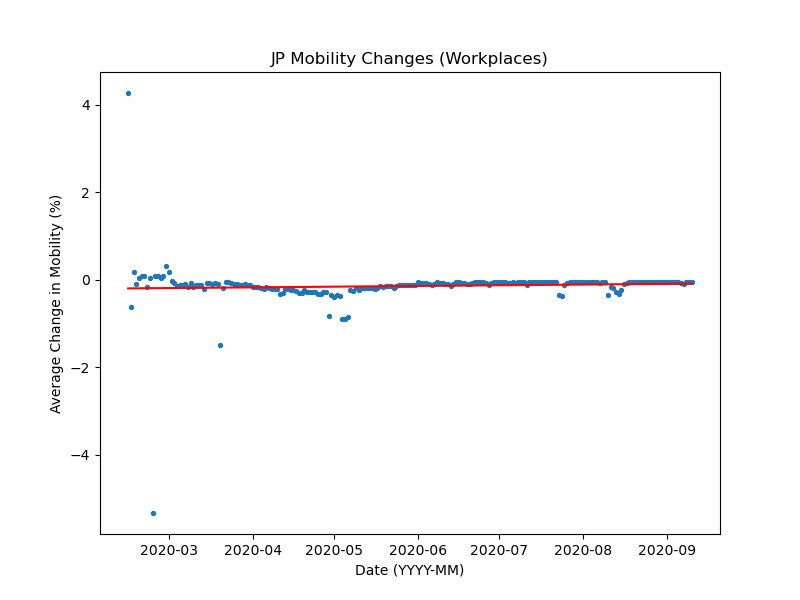 JP Mobility Changes (Workplaces)
Average Change in Mobility (%)
4
2
0
−2
−4
2020-03 2020-04 2020-05 2020-06 2020-07 2020-08 2020-09
Date (YYYY-MM)